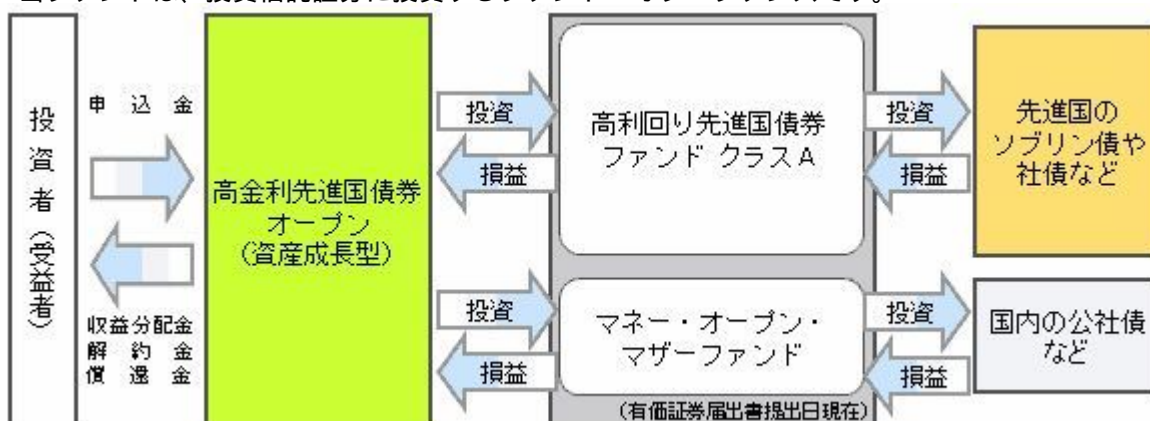 当ファンドは、投資信託証券に投資するファンド・オブ・ファンズです。
投資者(受益者)
申込金
収益分配金
解約金
償還金
高金利先進国債券
オープン
(資産成長型)
投資
損益
投資
損益
高利回り先進国債券
ファンド クラスA
マネー・オープン・
マザーファンド
(有価証券届出書提出日現在)
投資
損益
投資
損益
先進国の
ソブリン債や
社債など
国内の公社債
など